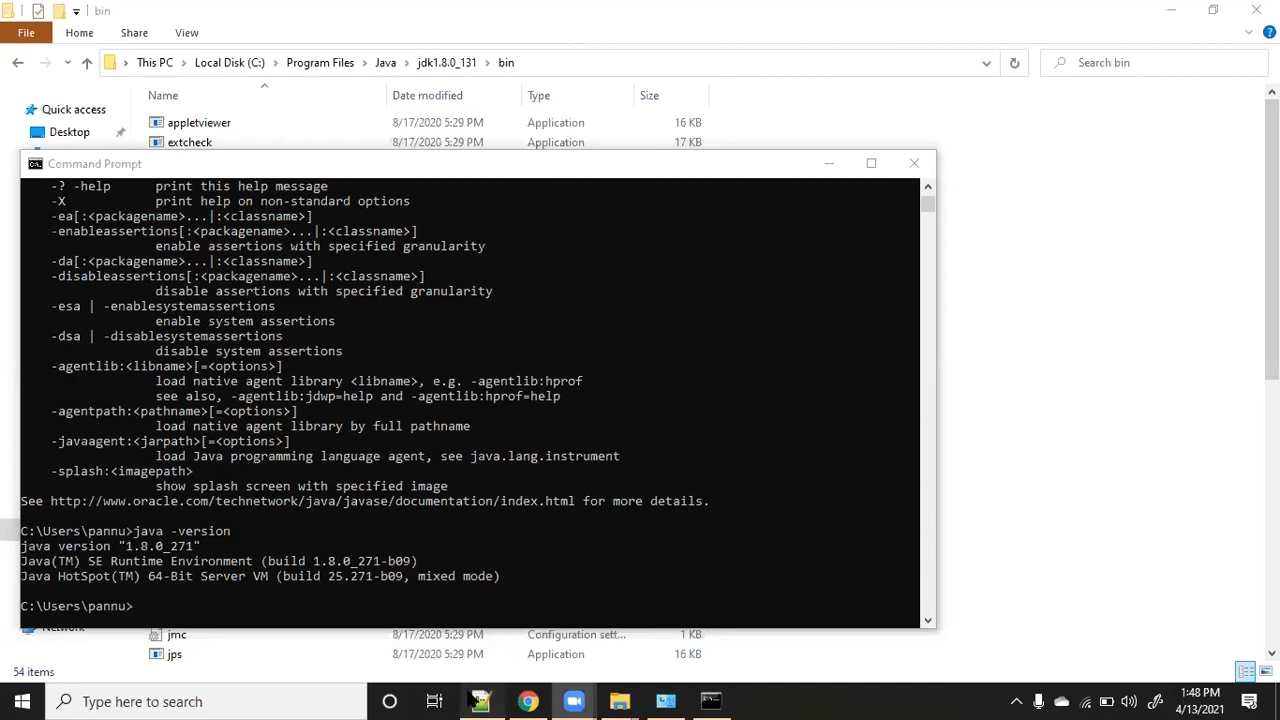 bin
File Home Share View
This PC Local Disk (C:) Program Files Java jdk1.8.0_131 bin
Search bin
Name Date modified Type Size
Quick access
appletviewer 8/17/2020 5:29 PM Application 16 KB
Desktop
extcheck 8/17/2020 5:29 PM Application 17 KB
Command Prompt
-? -help print this help message
-X print help on non-standard options
-ea[:<packagename>...|:<classname>]
-enableassertions[:<packagename>...|:<classname>]
enable assertions with specified granularity
-da[:<packagename>...|:<classname>]
-disableassertions[:<packagename>...|:<classname>]
disable assertions with specified granularity
-esa | -enablesystemassertions
enable system assertions
-dsa | -disablesystemassertions
disable system assertions
-agentlib:<libname>[=<options>]
load native agent library <libname>, e.g. -agentlib:hprof
see also, -agentlib:jdwp=help and -agentlib:hprof=help
-agentpath:<pathname>[=<options>]
load native agent library by full pathname
-javaagent:<jarpath>[=<options>]
load Java programming language agent, see java.lang.instrument
-splash:<imagepath>
show splash screen with specified image
See http://www.oracle.com/technetwork/java/javase/documentation/index.html for more details.
C:\Users\pannu>java -version
java version "1.8.0_271"
Java(TM) SE Runtime Environment (build 1.8.0_271-b09)
Java HotSpot(TM) 64-Bit Server VM (build 25.271-b09, mixed mode)
C:\Users\pannu>
Network
jmc 8/17/2020 5:29 PM Configuration sett... 1 KB
jps 8/17/2020 5:29 PM Application 16 KB
54 items
Type here to search
1:48 PM
4/13/2021